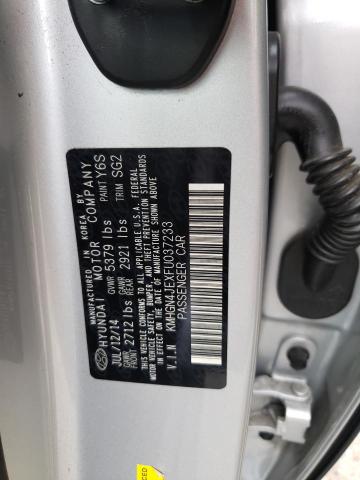 HYUNDAI MADE IN KOREA BY
MOTOR COMPANY
JUL/12/14 GVWR 5379 lbs PAINT Y6S
GAWR FRONT 2712 lbs GAWR REAR 2921 lbs TRIM SG2
THIS VEHICLE CONFORMS TO ALL APPLICABLE U.S.A. FEDERAL
MOTOR VEHICLE SAFETY, BUMPER, AND THEFT PREVENTION
STANDARDS IN EFFECT ON THE DATE OF MANUFACTURE SHOWN ABOVE.
V.I.N KMHGN4JEXFU037233
PASSENGER CAR